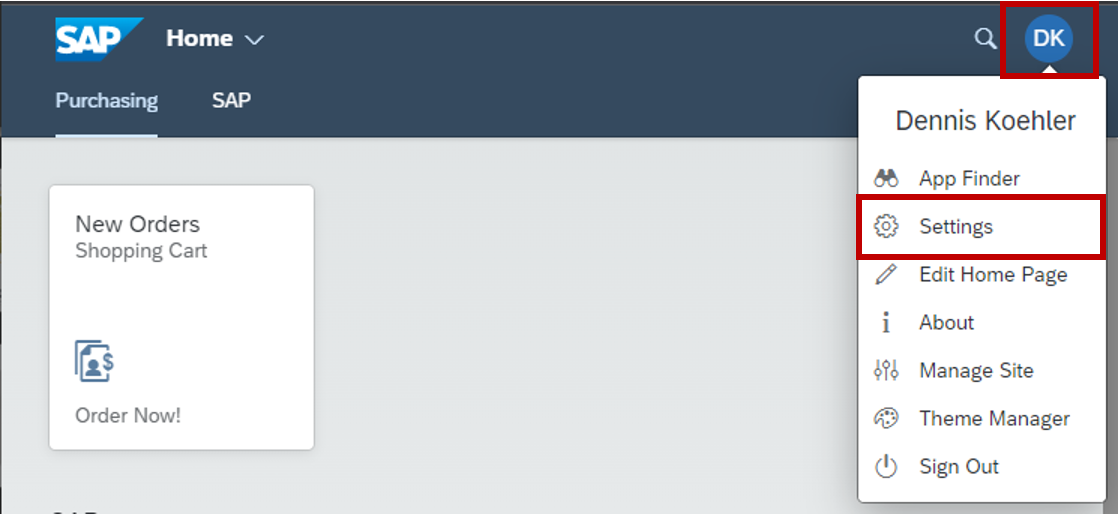 SAP Home
DK
Purchasing SAP
Dennis Koehler
App Finder
Settings
Edit Home Page
About
Manage Site
Theme Manager
Sign Out
New Orders
Shopping Cart
$
Order Now!